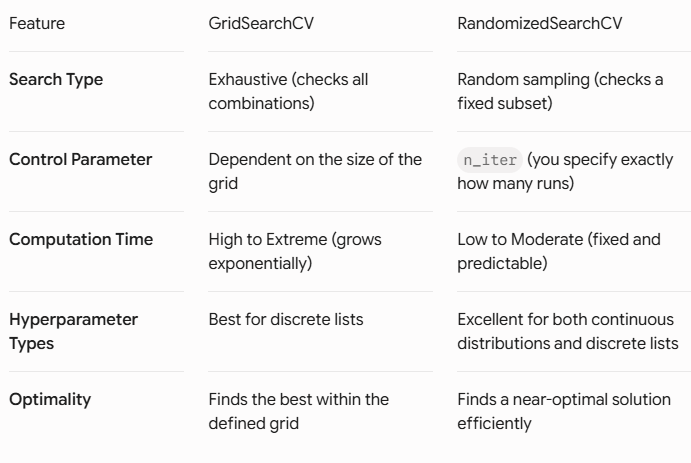 Feature GridSearchCV RandomizedSearchCV
Search Type Exhaustive (checks all Random sampling (checks a
combinations) fixed subset)
Control Parameter Dependent on the size of the n_iter (you specify exactly
grid how many runs)
Computation Time High to Extreme (grows Low to Moderate (fixed and
exponentially) predictable)
Hyperparameter Best for discrete lists Excellent for both continuous
Types distributions and discrete lists
Optimality Finds the best within the Finds a near-optimal solution
defined grid efficiently